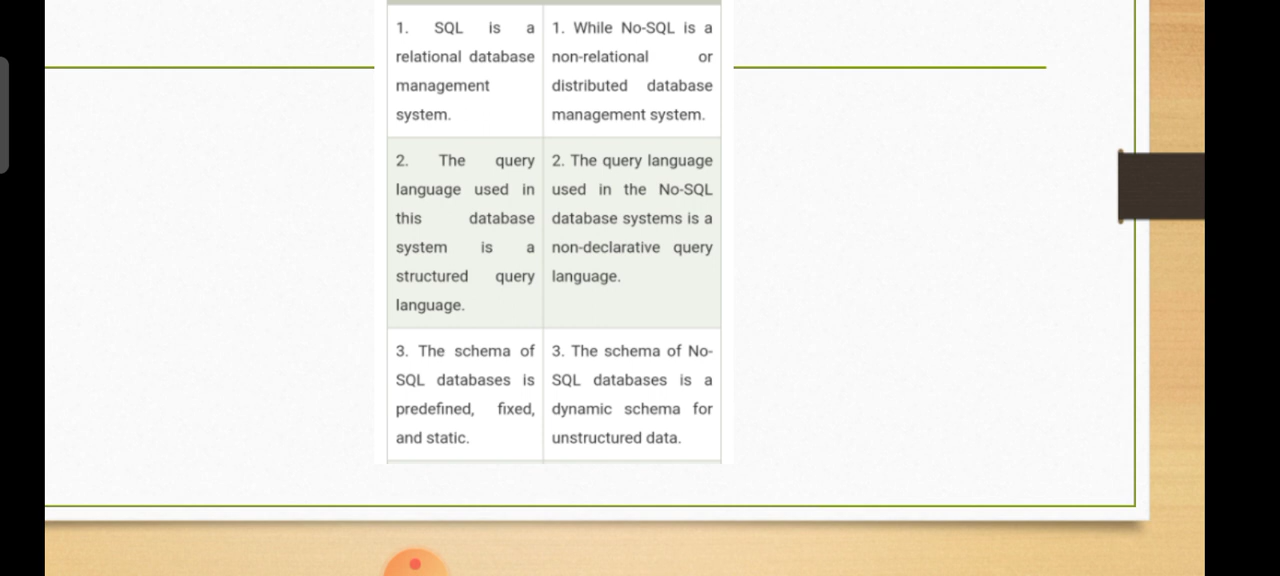 1. SQL is a
relational database
management
system.
1. While No-SQL is a
non-relational or
distributed database
management system.
2. The query
language used in
this database
system is a
structured query
language.
2. The query language
used in the No-SQL
database systems is a
non-declarative query
language.
3. The schema of
SQL databases is
predefined, fixed,
and static.
3. The schema of No-
SQL databases is a
dynamic schema for
unstructured data.